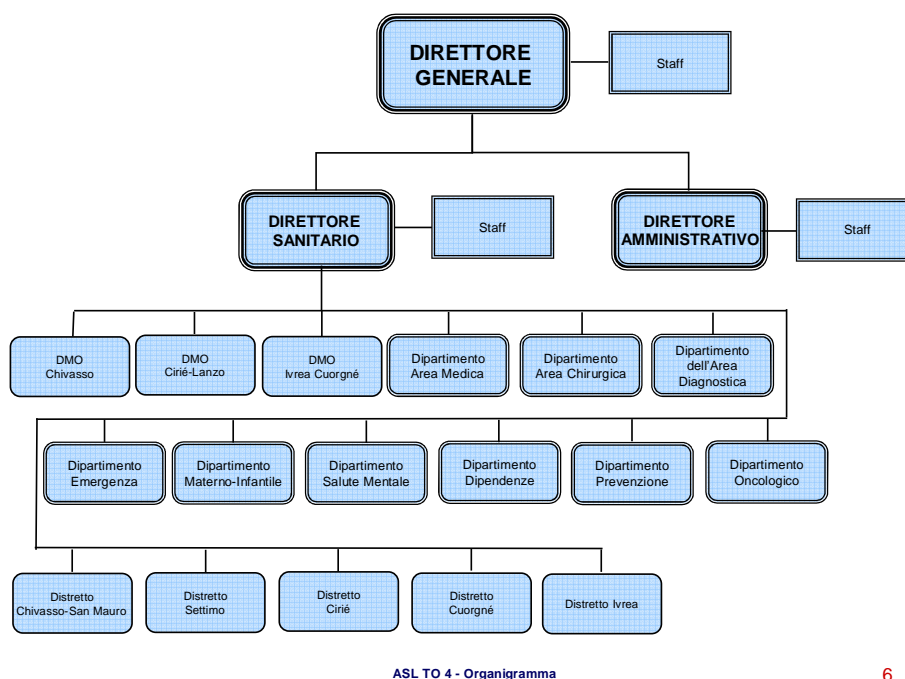 DIRETTORE
GENERALE
Staff
DIRETTORE
SANITARIO
Staff
DIRETTORE
AMMINISTRATIVO
Staff
DMO
Chivasso
DMO
Cirié-Lanzo
DMO
Ivrea Cuorgné
Dipartimento
Area Medica
Dipartimento
Area Chirurgica
Dipartimento
dell'Area
Diagnostica
Dipartimento
Emergenza
Dipartimento
Materno-Infantile
Dipartimento
Salute Mentale
Dipartimento
Dipendenze
Dipartimento
Prevenzione
Dipartimento
Oncologico
Distretto
Chivasso-San Mauro
Distretto
Settimo
Distretto
Cirié
Distretto
Cuorgné
Distretto Ivrea
ASL TO 4 - Organigramma
6